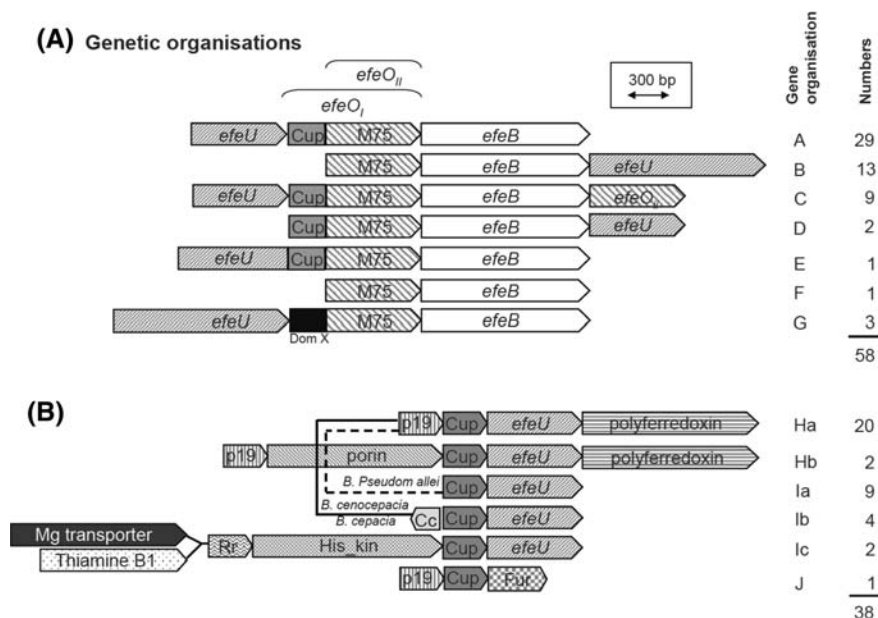 (A) Genetic organisations
300 bp
Gene organisation
Numbers
efeO_II
efeO_I
efeU Cup M75 efeB A 29
M75 efeB efeU B 13
efeU Cup M75 efeB efeO_II C 9
Cup M75 efeB efeU D 2
efeU Cup M75 efeB E 1
M75 efeB F 1
efeU M75 efeB G 3
Dom X
58
(B)
p19 Cup efeU polyferredoxin Ha 20
p19 porin Cup efeU polyferredoxin Hb 2
B. Pseudom allei Cup efeU Ia 9
B. cenocepacia
B. cepacia Cc Cup efeU Ib 4
Mg transporter
Rr His_kin Cup efeU Ic 2
Thiamine B1
p19 Cup Fur J 1
38